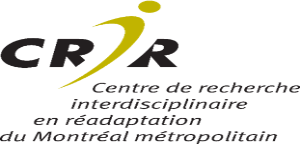 CRIR
Centre de recherche
interdisciplinaire
en réadaptation
du Montréal métropolitain